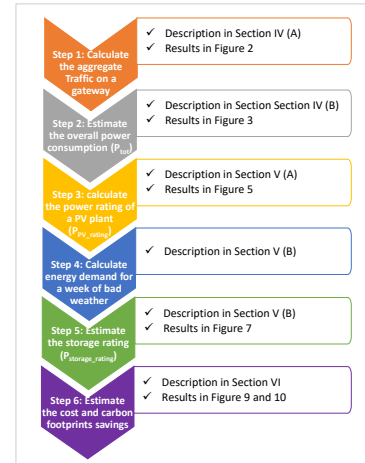 Step 1: Calculate
the aggregate
Traffic on a
gateway
✓ Description in Section IV (A)
✓ Results in Figure 2
Step 2: Estimate
the overall power
consumption (Ptot)
✓ Description in Section Section IV (B)
✓ Results in Figure 3
Step 3: calculate
the power rating of
a PV plant
(PPV_rating)
✓ Description in Section V (A)
✓ Results in Figure 5
Step 4: Calculate
energy demand for
a week of bad
weather
✓ Description in Section V (B)
Step 5: Estimate
the storage rating
(Pstorage_rating)
✓ Description in Section V (B)
✓ Results in Figure 7
Step 6: Estimate
the cost and carbon
footprints savings
✓ Description in Section VI
✓ Results in Figure 9 and 10